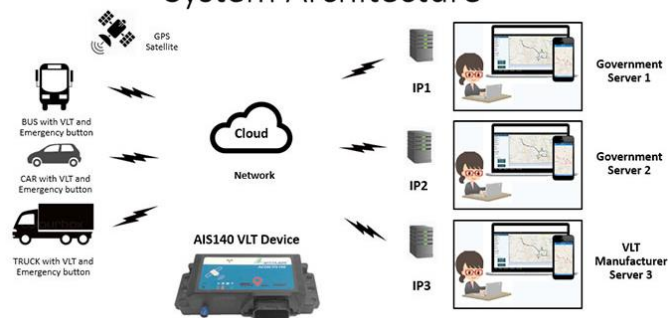 System Architecture
GPS
Satellite
BUS with VLT and
Emergency button
CAR with VLT and
Emergency button
TRUCK with VLT and
Emergency button
Cloud
Network
AIS140 VLT Device
IP1
Government
Server 1
IP2
Government
Server 2
IP3
VLT
Manufacturer
Server 3